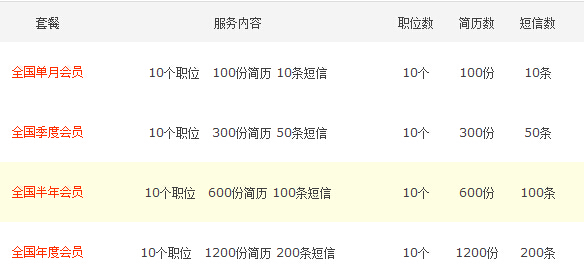 套餐 服务内容 职位数 简历数 短信数
全国单月会员 10个职位 100份简历 10条短信 10个 100份 10条
全国季度会员 10个职位 300份简历 50条短信 10个 300份 50条
全国半年会员 10个职位 600份简历 100条短信 10个 600份 100条
全国年度会员 10个职位 1200份简历 200条短信 10个 1200份 200条